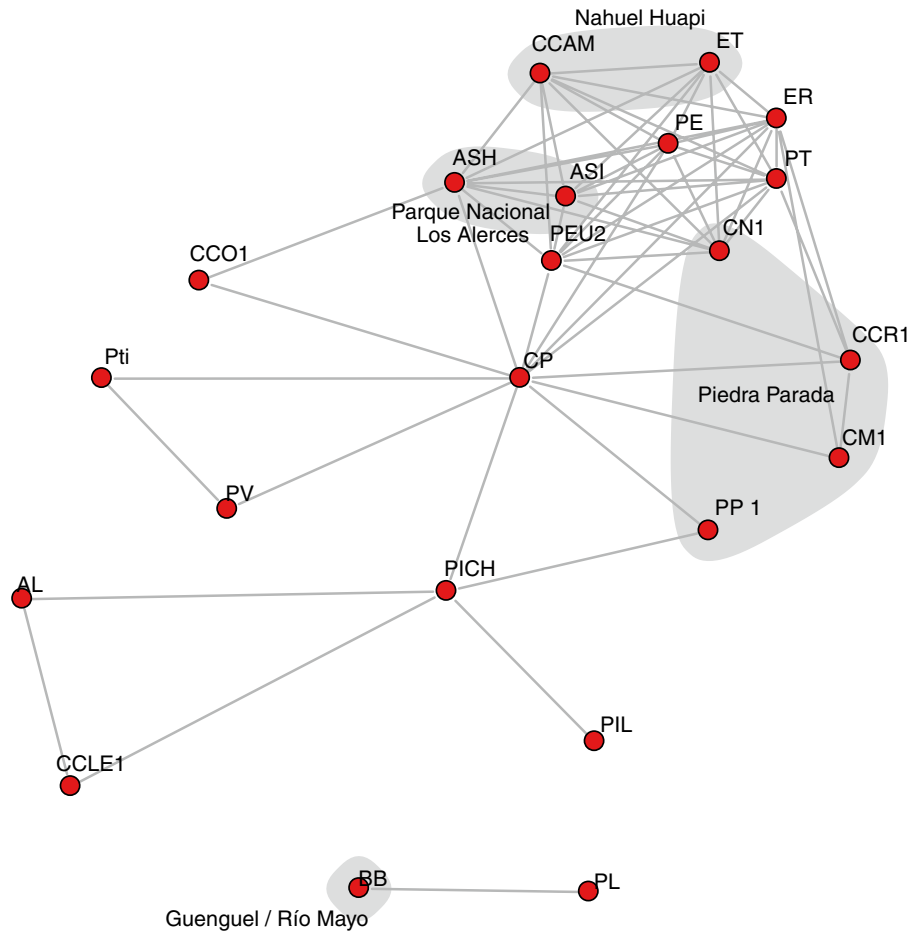 Nahuel Huapi
CCAM
ET
ER
PE
PT
ASH
ASI
Parque Nacional
Los Alerces
CN1
PEU2
CCO1
CCR1
Pti
CP
Piedra Parada
CM1
PV
PP 1
PICH
AL
PIL
CCLE1
BB
PL
Guenguel / Río Mayo